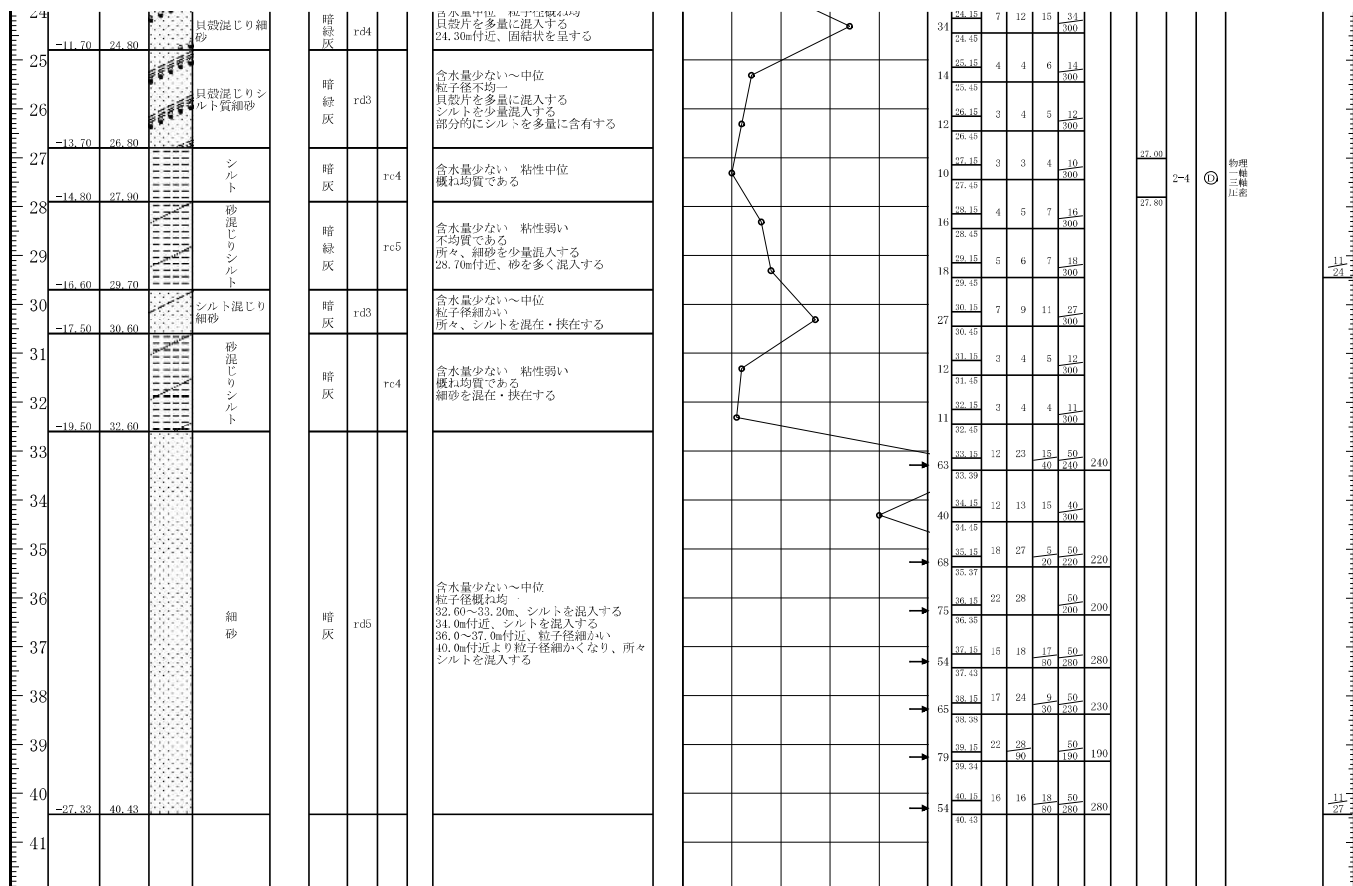 24
-11.70 24.80
貝殻混じり細
砂
暗
緑
灰
rd4
含水量中位 粒子径概ね均一
貝殻片を多量に混入する
24.30m付近、固結状を呈する
34
24.15 7 12 15 34
300
24.45
25
26
-13.70 26.80
貝殻混じりシ
ルト質細砂
暗
緑
灰
rd3
含水量少ない〜中位
粒子径不均一
貝殻片を多量に混入する
シルトを少量混入する
部分的にシルトを多量に含有する
14
25.15 4 4 6 14
300
25.45
12
26.15 3 4 5 12
300
26.45
27
-14.80 27.90
シルト
暗
灰
rc4
含水量少ない 粘性中位
概ね均質である
10
27.15 3 3 4 10
300
27.45
27.00
27.80
2-4
D
物理
一軸
三軸
圧密
28
29
-16.60 29.70
砂混じりシルト
暗
緑
灰
rc5
含水量少ない 粘性弱い
不均質である
所々、細砂を少量混入する
28.70m付近、砂を多く混入する
16
28.15 4 5 7 16
300
28.45
18
29.15 5 6 7 18
300
29.45
11
24
30
-17.50 30.60
シルト混じり
細砂
暗
灰
rd3
含水量少ない〜中位
粒子径細かい
所々、シルトを混在・挟在する
27
30.15 7 9 11 27
300
30.45
31
32
-19.50 32.60
砂混じりシルト
暗
灰
rc4
含水量少ない 粘性弱い
概ね均質である
細砂を混在・挟在する
12
31.15 3 4 5 12
300
31.45
11
32.15 3 4 4 11
300
32.45
33
34
35
36
37
38
39
40
-27.33 40.43
細
砂
暗
灰
rd5
含水量少ない〜中位
粒子径概ね均一
32.60〜33.20m、シルトを混入する
34.0m付近、シルトを混入する
36.0〜37.0m付近、粒子径細かい
40.0m付近より粒子径細かくなり、所々
シルトを混入する
63
33.15 12 23 15 50
40 240 240
33.39
40
34.15 12 13 15 40
300
34.45
68
35.15 18 27 5 50
20 220 220
35.37
75
36.15 22 28 50
200 200
36.35
54
37.15 15 18 17 50
80 280 280
37.43
65
38.15 17 24 9 50
30 230 230
38.38
79
39.15 22 28 50
90 190 190
39.34
54
40.15 16 16 18 50
80 280 280
40.43
11
27
41